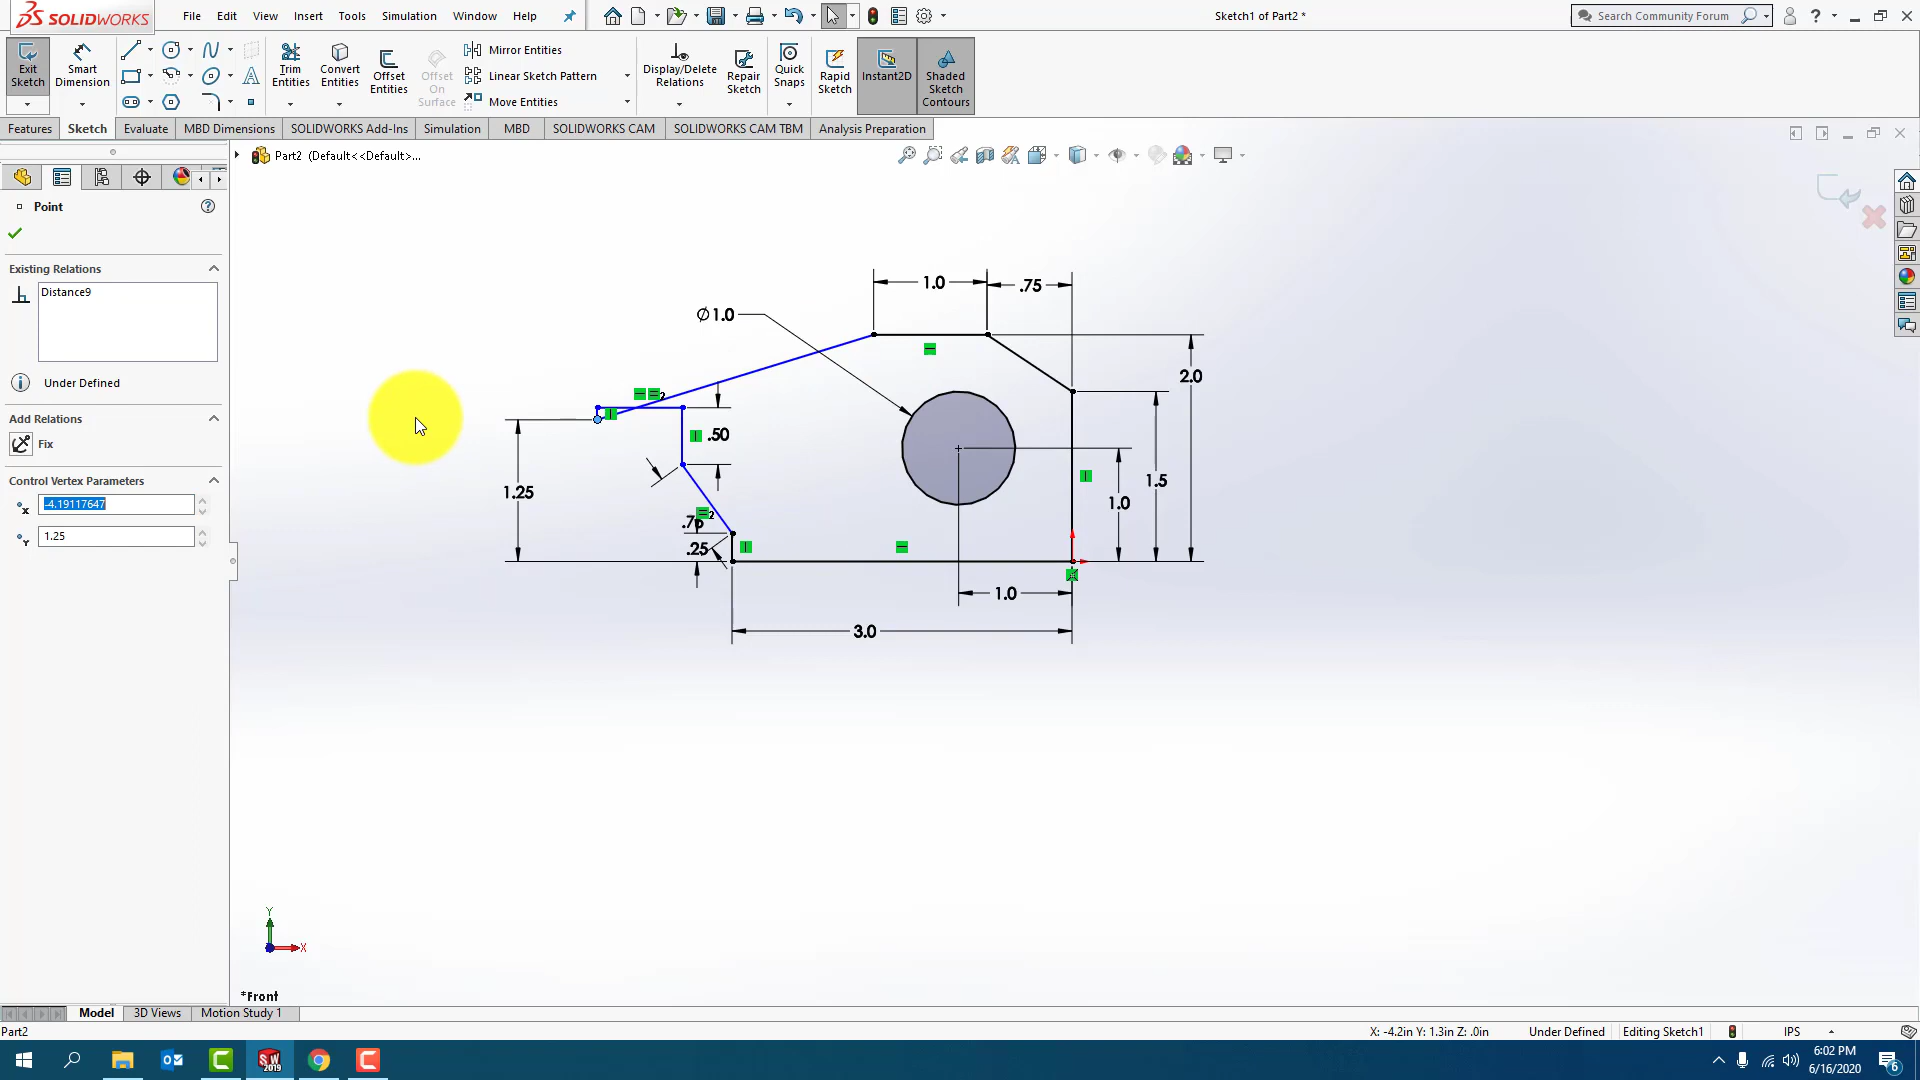 SOLIDWORKS
File Edit View Insert Tools Simulation Window Help
Sketch1 of Part2 *
Search Community Forum
Exit Sketch
Smart Dimension
Trim Entities
Convert Entities
Offset Entities
Offset On Surface
Mirror Entities
Linear Sketch Pattern
Move Entities
Display/Delete Relations
Repair Sketch
Quick Snaps
Rapid Sketch
Instant2D
Shaded Sketch Contours
Features Sketch Evaluate MBD Dimensions SOLIDWORKS Add-Ins Simulation MBD SOLIDWORKS CAM SOLIDWORKS CAM TBM Analysis Preparation
Part2 (Default<<Default>...
Point
Existing Relations
Distance9
Under Defined
Add Relations
Fix
Control Vertex Parameters
-4.19117647
1.25
1.0
.75
Ø1.0
2.0
2
.50
1.25
1.5
1.0
2
.75
.25
1.0
3.0
Y
X
*Front
Model 3D Views Motion Study 1
Part2
X: -4.2in Y: 1.3in Z: .0in Under Defined Editing Sketch1 IPS
6:02 PM
6/16/2020
6